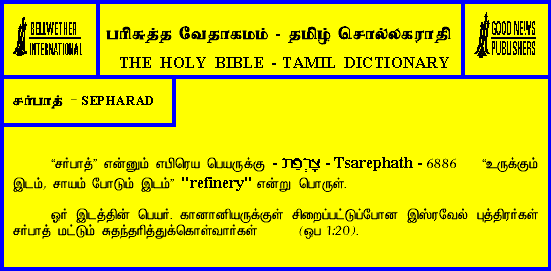 BELLWETHER
INTERNATIONAL
பரிசுத்த வேதாகமம் - தமிழ் சொல்லகராதி
THE HOLY BIBLE - TAMIL DICTIONARY
GOOD NEWS
PUBLISHERS
சர்பாத் – SEPHARAD
“சர்பாத்” என்னும் எபிரெய பெயருக்கு - צָרְפַת - Tsarephath - 6886 “உருக்கும்
இடம், சாயம் போடும் இடம்” "refinery" என்று பொருள்.
ஓர் இடத்தின் பெயர். கானானியருக்குள் சிறைப்பட்டுப்போன இஸ்ரவேல் புத்திரர்கள்
சர்பாத் மட்டும் சுதந்தரித்துக்கொள்வார்கள் (ஒப 1:20).